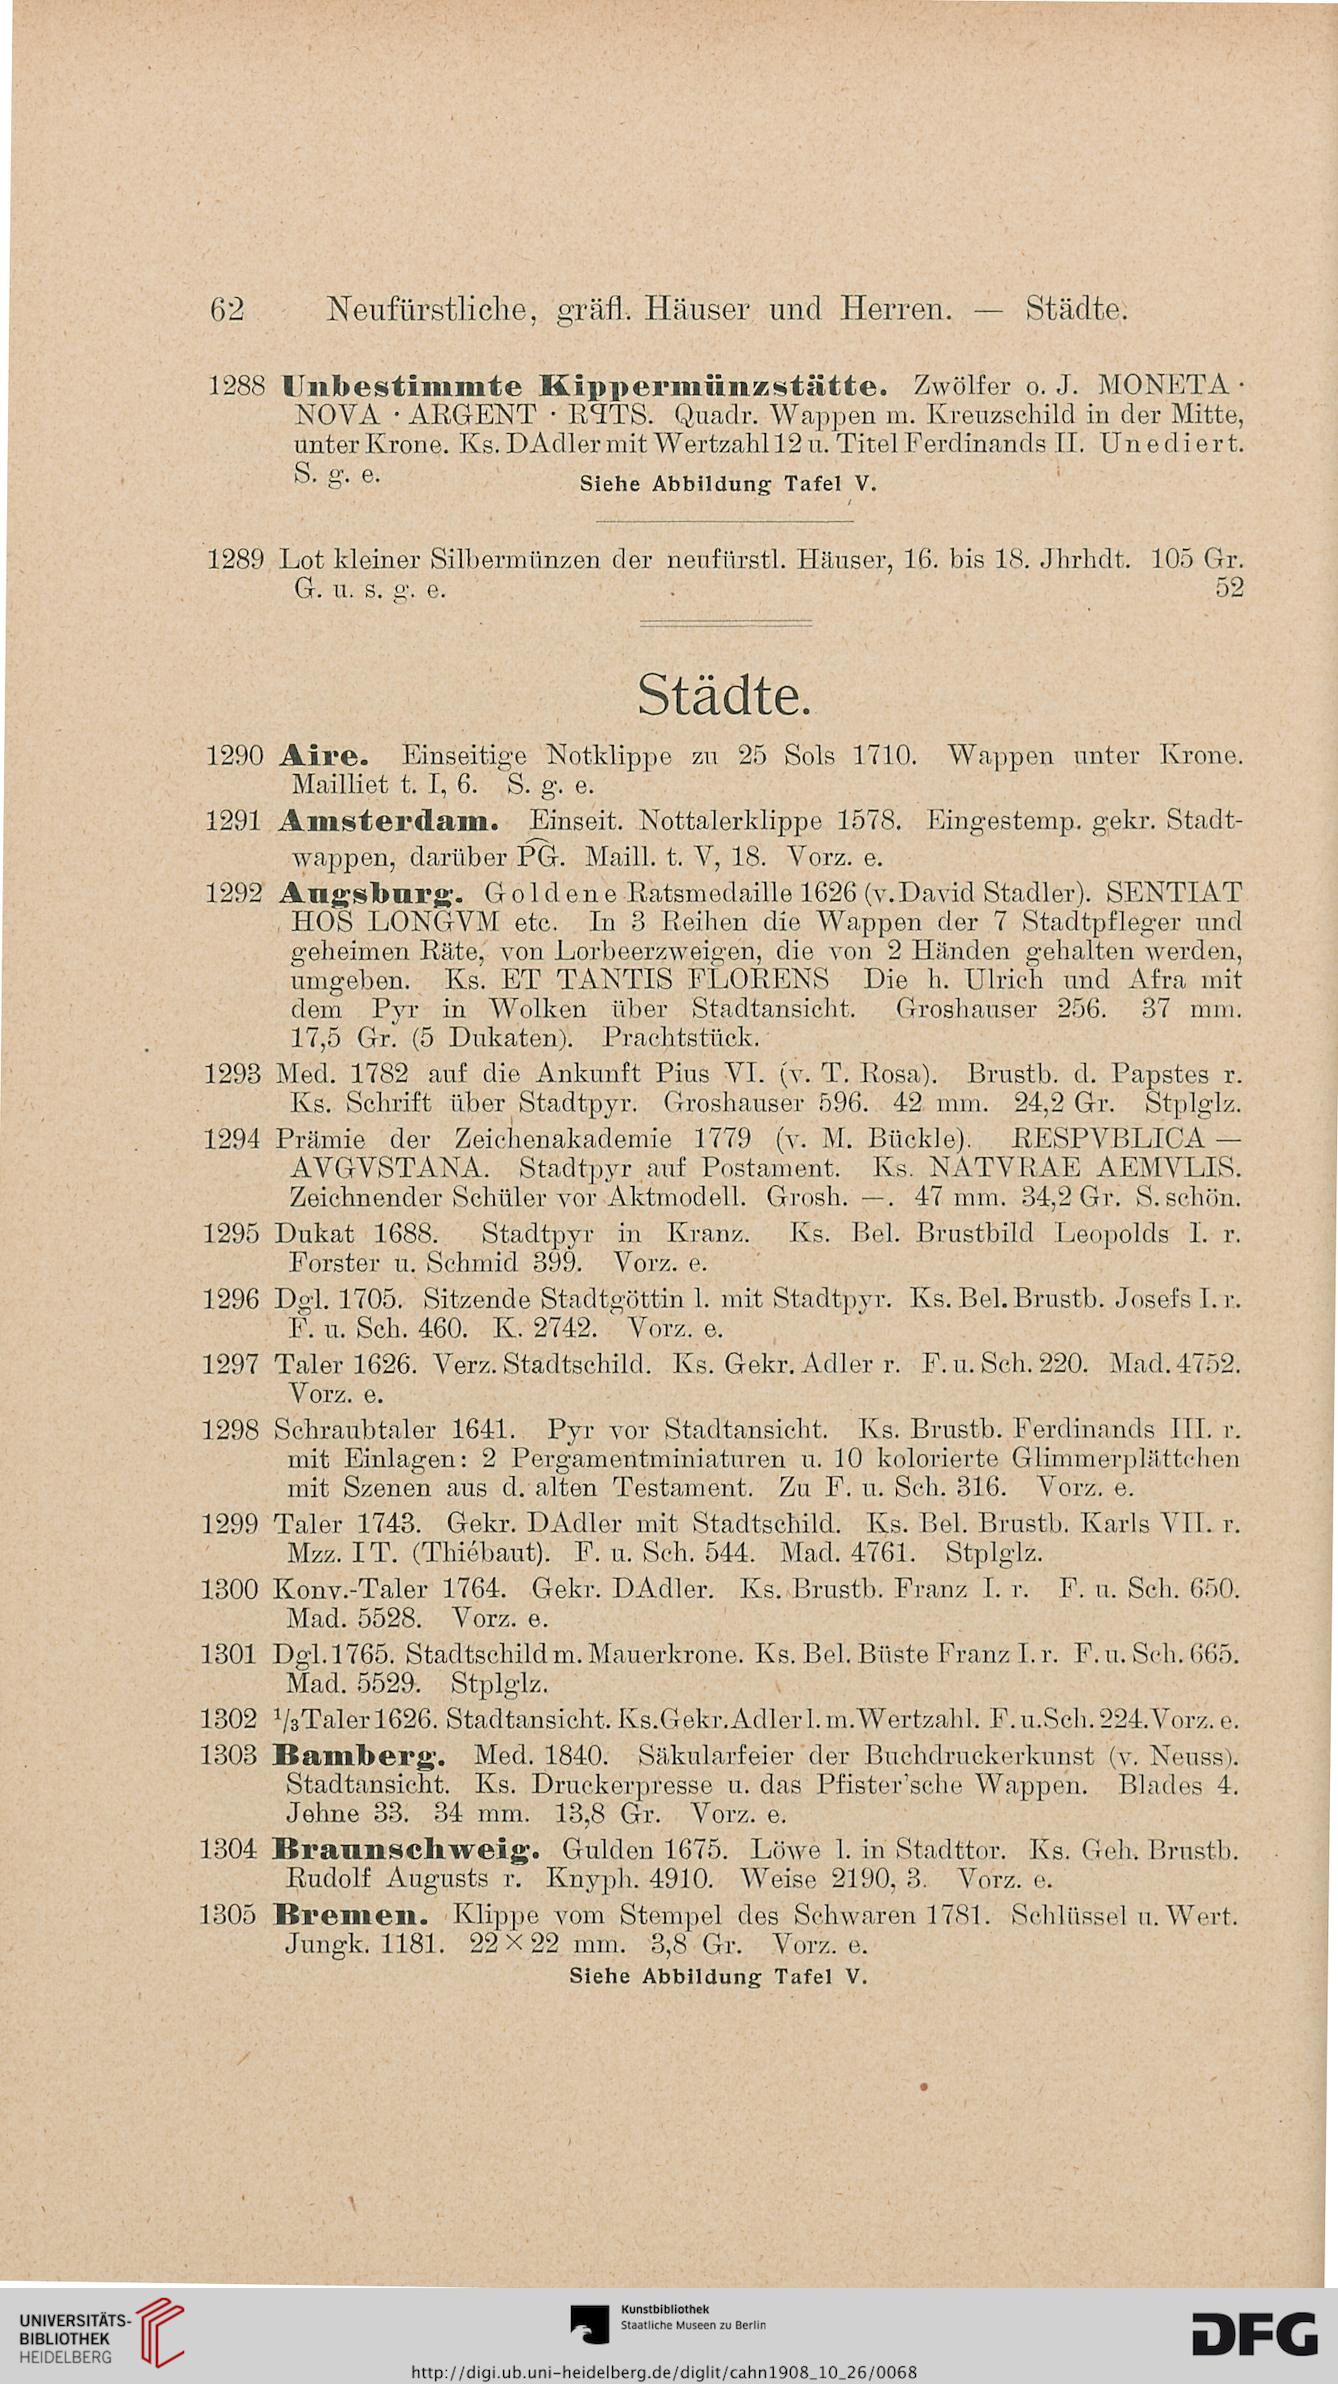 62 Neufürstliche, gräfl. Häuser und Herren. — Städte.
1288 Unbestimmte Kippermünzstätte. Zwölfer o. J. MONETA ·
NOVA · ARGENT · R TS. Quadr. Wappen m. Kreuzschild in der Mitte,
unter Krone. Ks. DAdler mit Wertzahl 12 u. Titel Ferdinands II. Unediert.
S. g. e. Siehe Abbildung Tafel V.
1289 Lot kleiner Silbermünzen der neufürstl. Häuser, 16. bis 18. Jhrhdt. 105 Gr.
G. u. s. g. e. 52
Städte.
1290 Aire. Einseitige Notklippe zu 25 Sols 1710. Wappen unter Krone.
Mailliet t. I, 6. S. g. e.
1291 Amsterdam. Einseit. Nottalerklippe 1578. Eingestemp. gekr. Stadt-
wappen, darüber PG. Maill. t. V, 18. Vorz. e.
1292 Augsburg. Goldene Ratsmedaille 1626 (v. David Stadler). SENTIAT
HOS LONGVM etc. In 3 Reihen die Wappen der 7 Stadtpfleger und
geheimen Räte, von Lorbeerzweigen, die von 2 Händen gehalten werden,
umgeben. Ks. ET TANTIS FLORENS Die h. Ulrich und Afra mit
dem Pyr in Wolken über Stadtansicht. Groshauser 256. 37 mm.
17,5 Gr. (5 Dukaten). Prachtstück.
1293 Med. 1782 auf die Ankunft Pius VI. (v. T. Rosa). Brustb. d. Papstes r.
Ks. Schrift über Stadtpyr. Groshauser 596. 42 mm. 24,2 Gr. Stplglz.
1294 Prämie der Zeichenakademie 1779 (v. M. Bückle). RESPVBLICA —
AVGVSTANA. Stadtpyr auf Postament. Ks. NATVRAE AEMVLIS.
Zeichnender Schüler vor Aktmodell. Grosh. —. 47 mm. 34,2 Gr. S. schön.
1295 Dukat 1688. Stadtpyr in Kranz. Ks. Bel. Brustbild Leopolds I. r.
Forster u. Schmid 399. Vorz. e.
1296 Dgl. 1705. Sitzende Stadtgöttin l. mit Stadtpyr. Ks. Bel. Brustb. Josefs I. r.
F. u. Sch. 460. K. 2742. Vorz. e.
1297 Taler 1626. Verz. Stadtschild. Ks. Gekr. Adler r. F. u. Sch. 220. Mad. 4752.
Vorz. e.
1298 Schraubtaler 1641. Pyr vor Stadtansicht. Ks. Brustb. Ferdinands III. r.
mit Einlagen: 2 Pergamentminiaturen u. 10 kolorierte Glimmerplättchen
mit Szenen aus d. alten Testament. Zu F. u. Sch. 316. Vorz. e.
1299 Taler 1743. Gekr. DAdler mit Stadtschild. Ks. Bel. Brustb. Karls VII. r.
Mzz. I T. (Thiébaut). F. u. Sch. 544. Mad. 4761. Stplglz.
1300 Konv.-Taler 1764. Gekr. DAdler. Ks. Brustb. Franz I. r. F. u. Sch. 650.
Mad. 5528. Vorz. e.
1301 Dgl. 1765. Stadtschild m. Mauerkrone. Ks. Bel. Büste Franz I. r. F. u. Sch. 665.
Mad. 5529. Stplglz.
1302 ¹/₃ Taler 1626. Stadtansicht. Ks. Gekr. Adler l. m. Wertzahl. F. u. Sch. 224. Vorz. e.
1303 Bamberg. Med. 1840. Säkularfeier der Buchdruckerkunst (v. Neuss).
Stadtansicht. Ks. Druckerpresse u. das Pfister'sche Wappen. Blades 4.
Jehne 33. 34 mm. 13,8 Gr. Vorz. e.
1304 Braunschweig. Gulden 1675. Löwe l. in Stadttor. Ks. Geh. Brustb.
Rudolf Augusts r. Knyph. 4910. Weise 2190, 3. Vorz. e.
1305 Bremen. Klippe vom Stempel des Schwaren 1781. Schlüssel u. Wert.
Jungk. 1181. 22 × 22 mm. 3,8 Gr. Vorz. e.
Siehe Abbildung Tafel V.
UNIVERSITÄTS-
BIBLIOTHEK
HEIDELBERG
Kunstbibliothek
Staatliche Museen zu Berlin
DFG
http://digi.ub.uni-heidelberg.de/diglit/cahn1908_10_26/0068